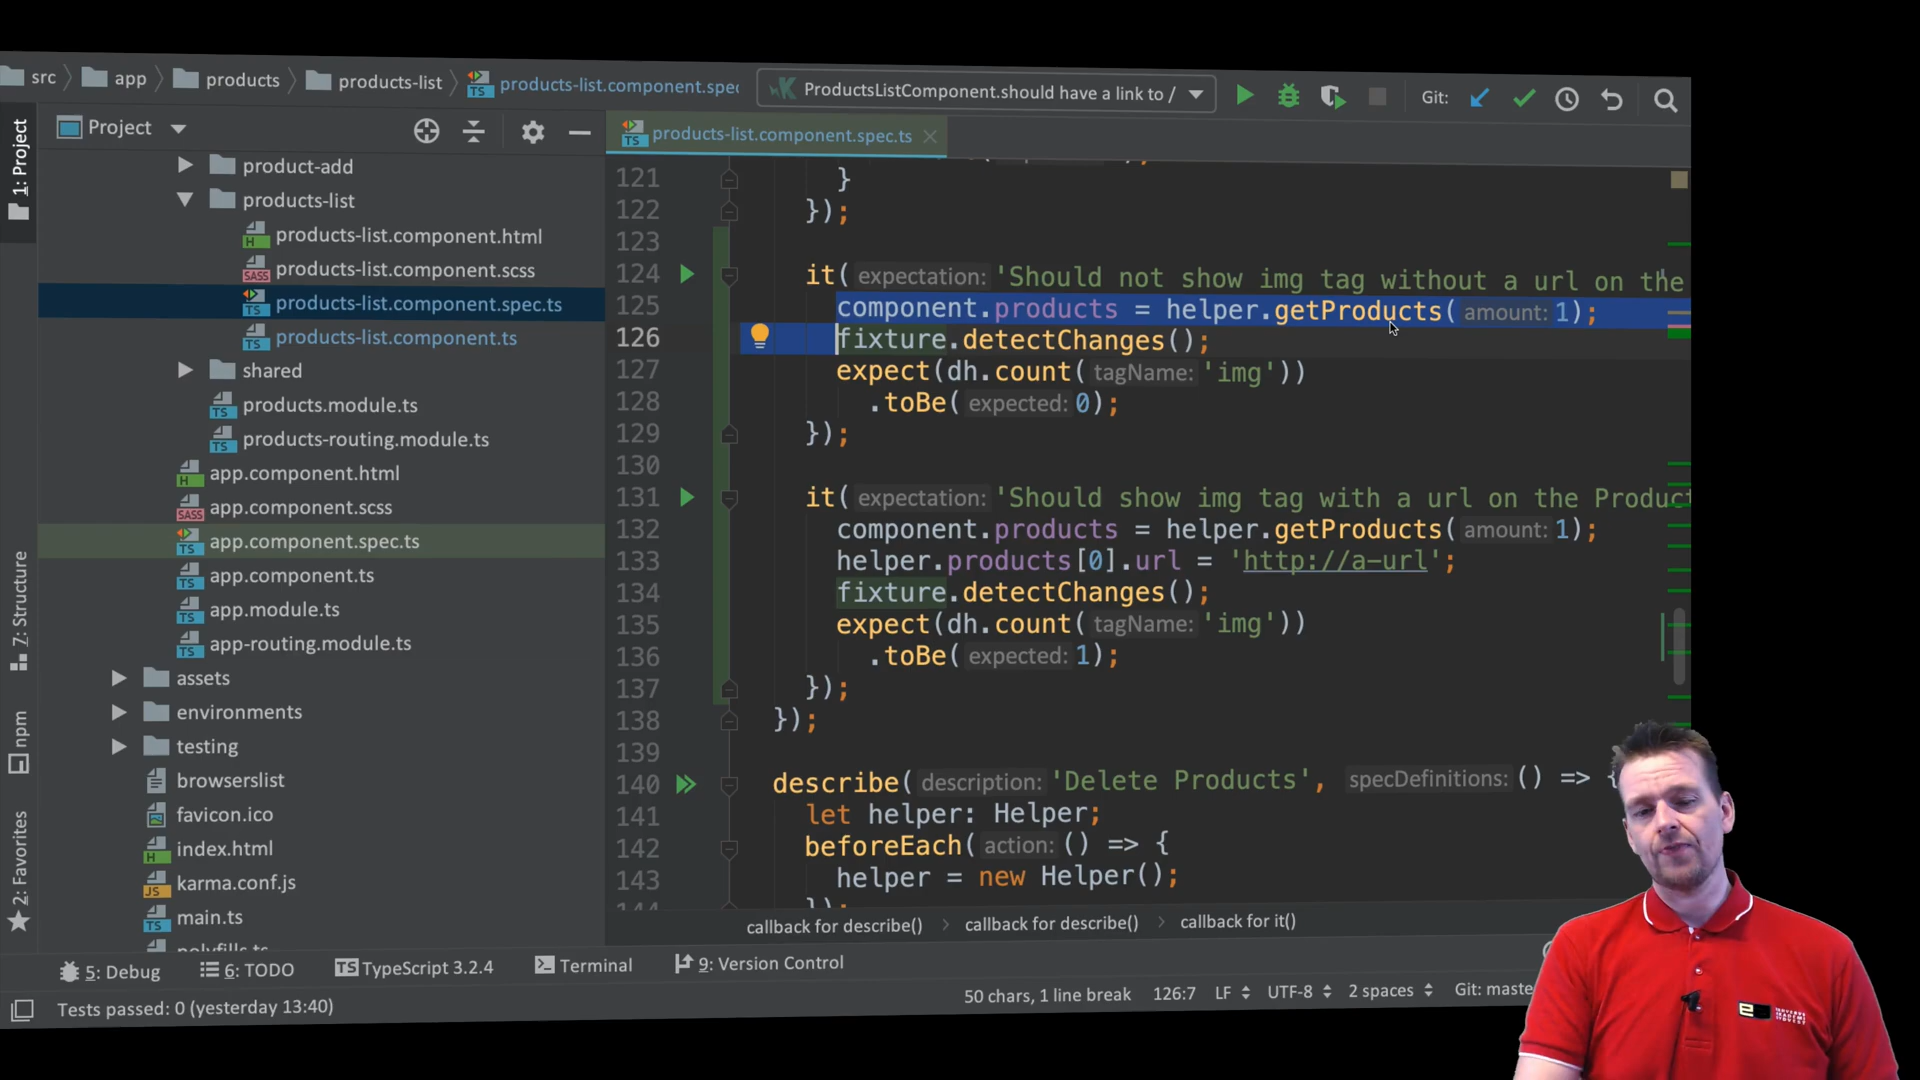 src
app
products
products-list
products-list.component.spec
ProductsListComponent.should have a link to /
Git:
1: Project
Project
products-list.component.spec.ts
product-add
products-list
products-list.component.html
products-list.component.scss
products-list.component.spec.ts
products-list.component.ts
shared
products.module.ts
products-routing.module.ts
app.component.html
app.component.scss
app.component.spec.ts
app.component.ts
app.module.ts
app-routing.module.ts
assets
environments
testing
browserslist
favicon.ico
index.html
karma.conf.js
main.ts
polyfills.ts
7: Structure
npm
2: Favorites
121 }
122 });
123
124 it( expectation: 'Should not show img tag without a url on the
125 component.products = helper.getProducts( amount: 1);
126 fixture.detectChanges();
127 expect(dh.count( tagName: 'img'))
128 .toBe( expected: 0);
129 });
130
131 it( expectation: 'Should show img tag with a url on the Product
132 component.products = helper.getProducts( amount: 1);
133 helper.products[0].url = 'http://a-url';
134 fixture.detectChanges();
135 expect(dh.count( tagName: 'img'))
136 .toBe( expected: 1);
137 });
138 });
139
140 describe( description: 'Delete Products', specDefinitions: () => {
141 let helper: Helper;
142 beforeEach( action: () => {
143 helper = new Helper();
144 });
callback for describe() callback for describe() callback for it()
5: Debug
6: TODO
TypeScript 3.2.4
Terminal
9: Version Control
Tests passed: 0 (yesterday 13:40)
50 chars, 1 line break 126:7 LF UTF-8 2 spaces Git: maste